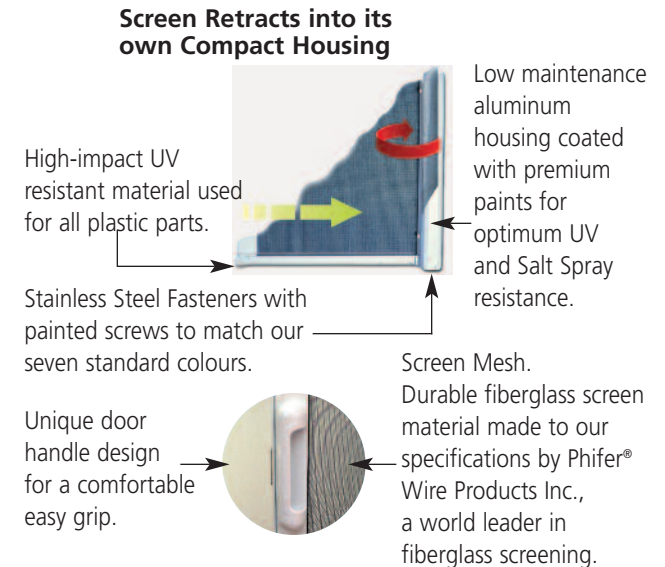 Screen Retracts into its
own Compact Housing
Low maintenance
aluminum
housing coated
with premium
paints for
optimum UV
and Salt Spray
resistance.
High-impact UV
resistant material used
for all plastic parts.
Stainless Steel Fasteners with
painted screws to match our
seven standard colours.
Unique door
handle design
for a comfortable
easy grip.
Screen Mesh.
Durable fiberglass screen
material made to our
specifications by Phifer®
Wire Products Inc.,
a world leader in
fiberglass screening.